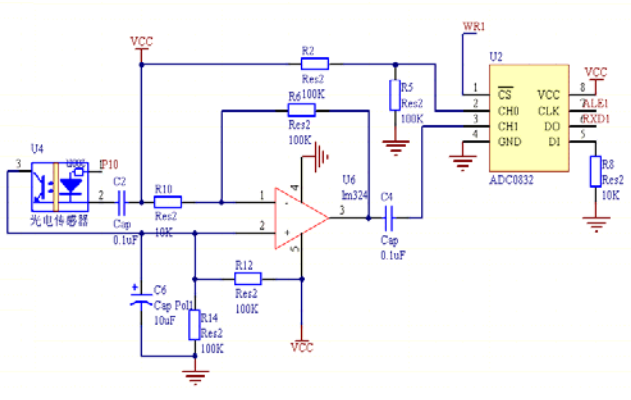 WR1
VCC
R2
Res2
100K
U2
VCC
1
CS
VCC
8
2
CH0
CLK
7
ALE1
3
CH1
DO
6
RXD1
4
GND
DI
5
ADC0832
R5
Res2
100K
R6
Res2
100K
R8
Res2
10K
U4
3
IP10
2
光电传感器
C2
Cap
0.1uF
R10
Res2
10K
1
2
3
4
5
U6
lm324
C4
Cap
0.1uF
C6
Cap Pol1
10uF
R12
Res2
100K
R14
Res2
100K
VCC